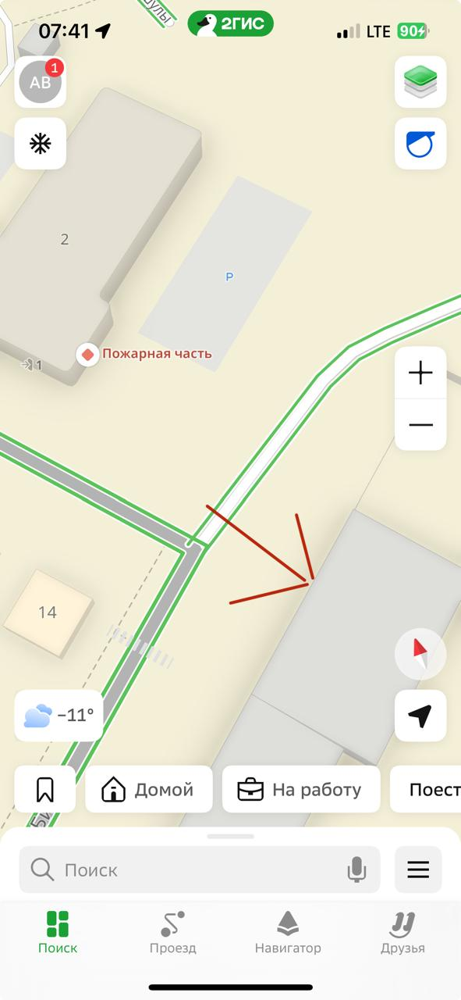 07:41
2ГИС
LTE
90
AB
1
2
P
Пожарная часть
1
14
−11°
Домой
На работу
Поест
Поиск
Поиск
Проезд
Навигатор
Друзья